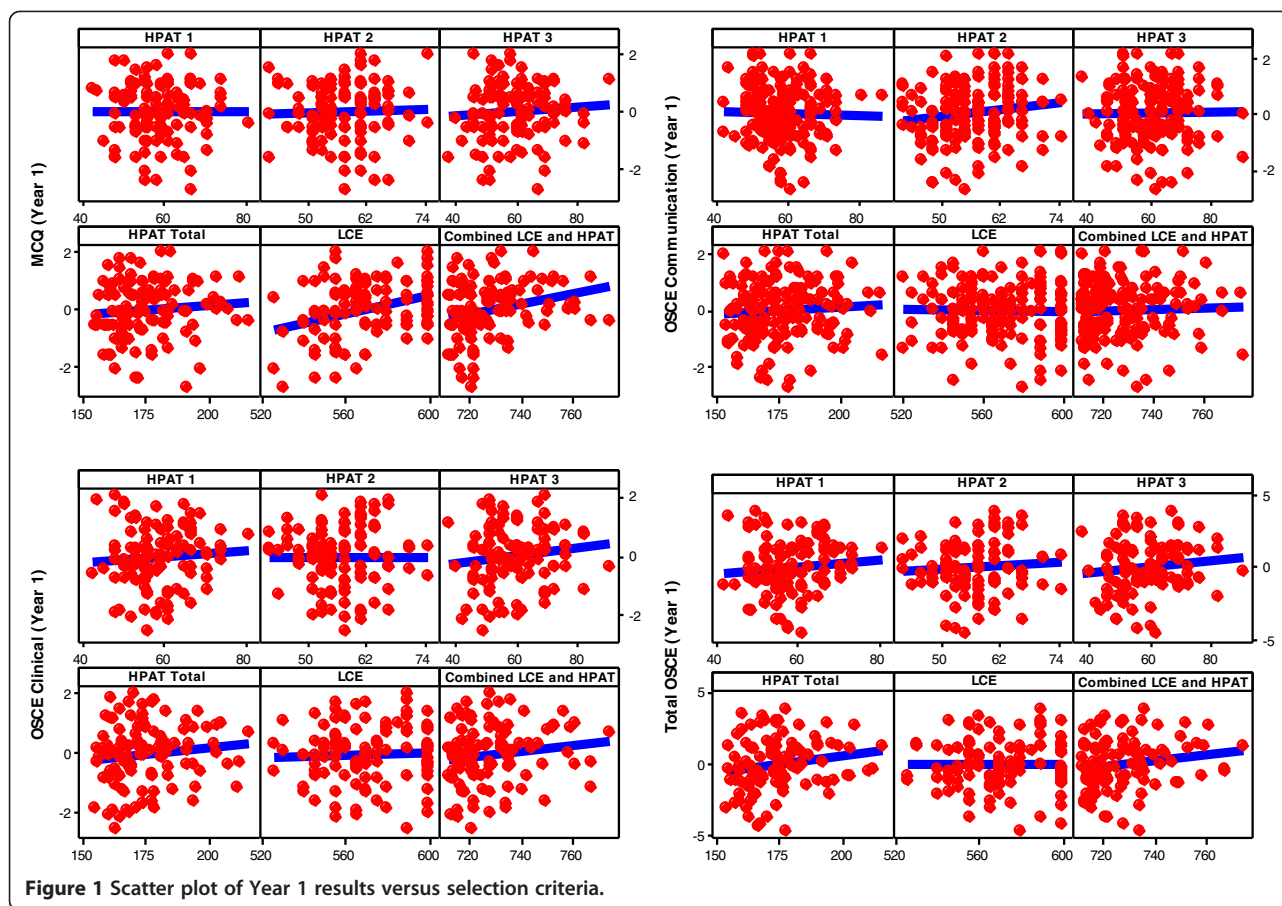 HPAT 1 HPAT 2 HPAT 3
2
0
-2
MCQ (Year 1)
40 60 80 50 62 74 40 60 80
HPAT Total LCE Combined LCE and HPAT
2
0
-2
150 175 200 520 560 600 720 740 760
HPAT 1 HPAT 2 HPAT 3
2
0
-2
OSCE Communication (Year 1)
40 60 80 50 62 74 40 60 80
HPAT Total LCE Combined LCE and HPAT
2
0
-2
150 175 200 520 560 600 720 740 760
HPAT 1 HPAT 2 HPAT 3
2
0
-2
OSCE Clinical (Year 1)
40 60 80 50 62 74 40 60 80
HPAT Total LCE Combined LCE and HPAT
2
0
-2
150 175 200 520 560 600 720 740 760
HPAT 1 HPAT 2 HPAT 3
5
0
-5
Total OSCE (Year 1)
40 60 80 50 62 74 40 60 80
HPAT Total LCE Combined LCE and HPAT
5
0
-5
150 175 200 520 560 600 720 740 760
Figure 1 Scatter plot of Year 1 results versus selection criteria.